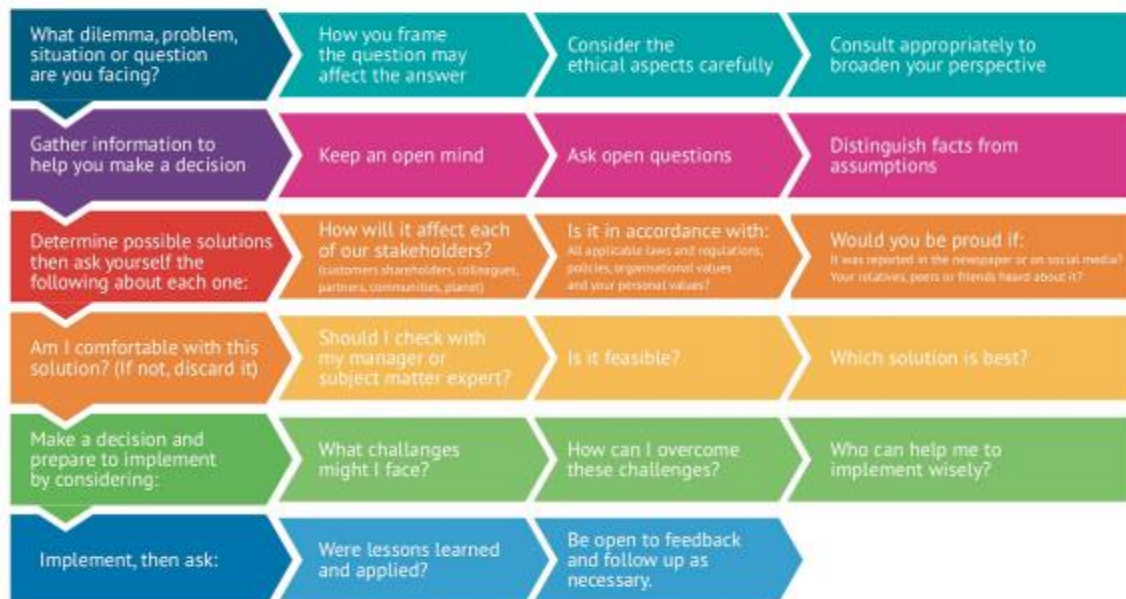 What dilemma, problem,
situation or question
are you facing?
How you frame
the question may
affect the answer
Consider the
ethical aspects carefully
Consult appropriately to
broaden your perspective
Gather information to
help you make a decision
Keep an open mind
Ask open questions
Distinguish facts from
assumptions
Determine possible solutions
then ask yourself the
following about each one:
How will it affect each
of our stakeholders?
(customers shareholders, colleagues,
partners, communities, planet)
Is it in accordance with:
All applicable laws and regulations,
policies, organisational values
and your personal values?
Would you be proud if:
It was reported in the newspaper or on social media?
Your relatives, peers or friends heard about it?
Am I comfortable with this
solution? (If not, discard it)
Should I check with
my manager or
subject matter expert?
Is it feasible?
Which solution is best?
Make a decision and
prepare to implement
by considering:
What challanges
might I face?
How can I overcome
these challenges?
Who can help me to
implement wisely?
Implement, then ask:
Were lessons learned
and applied?
Be open to feedback
and follow up as
necessary.